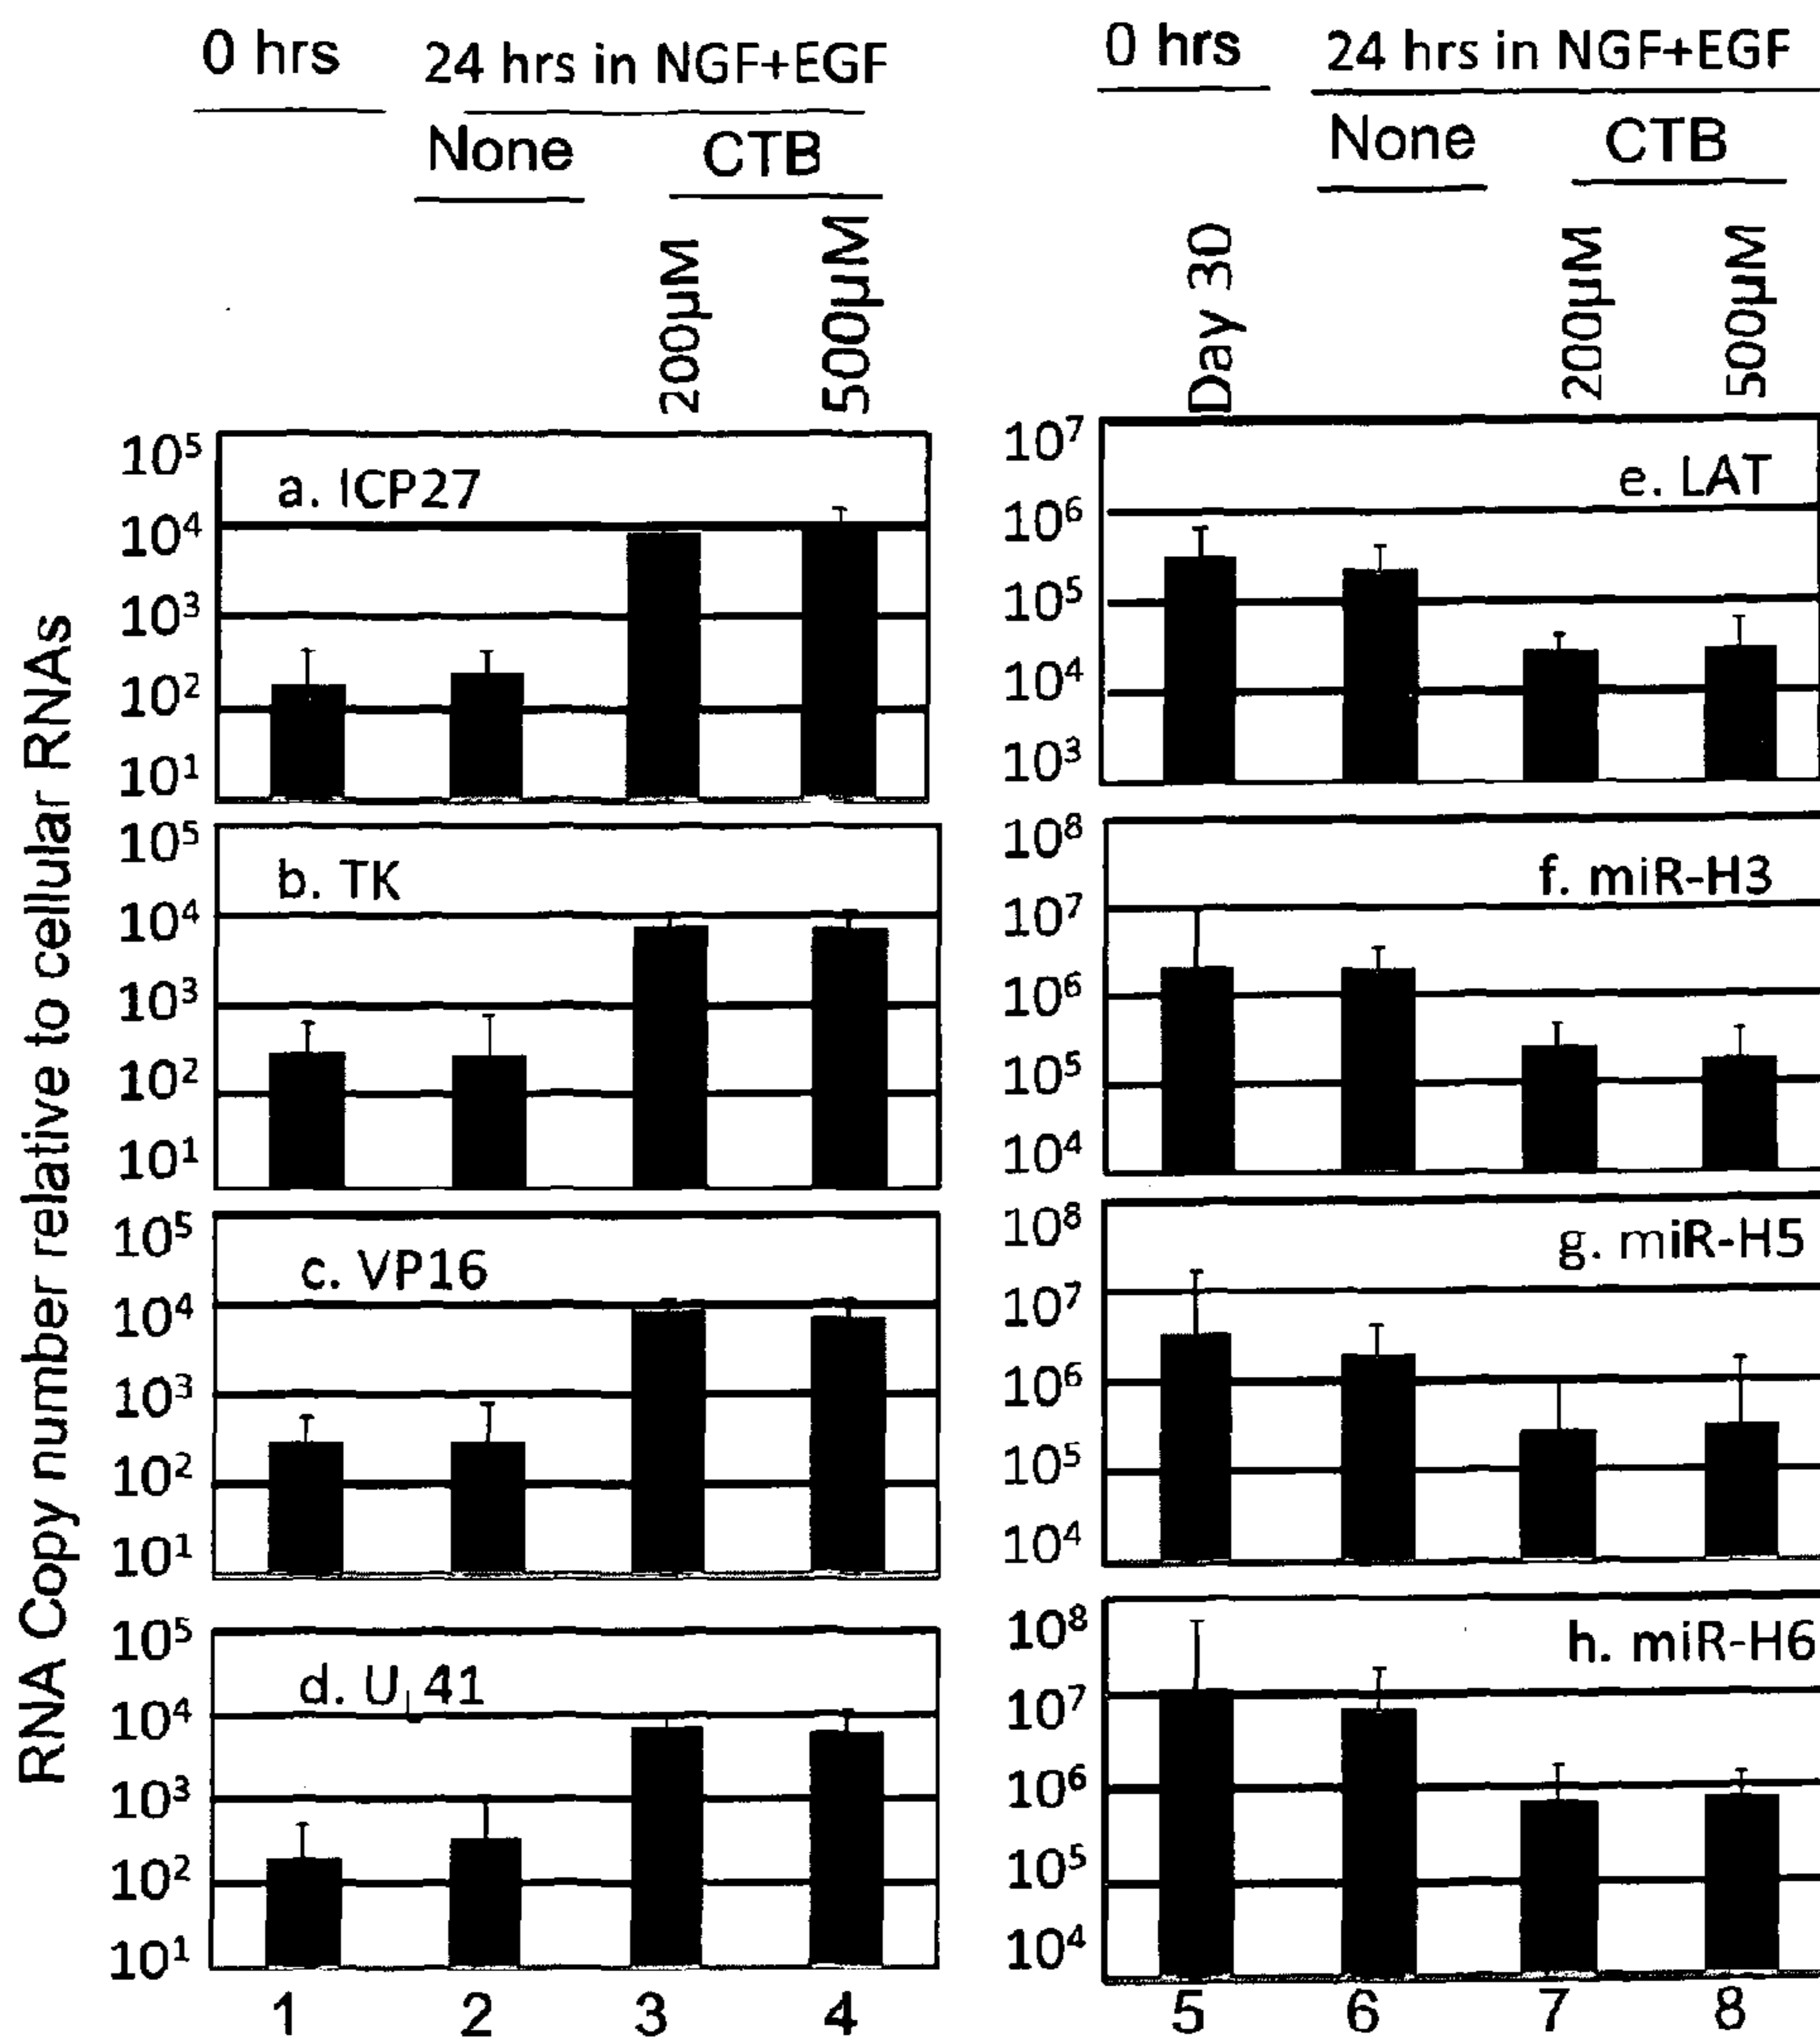 0 hrs 24 hrs in NGF+EGF
None CTB
200µM 500µM
0 hrs 24 hrs in NGF+EGF
None CTB
Day 30 200µM 500µM
RNA Copy number relative to cellular RNAs
a. ICP27
10⁵
10⁴
10³
10²
10¹
b. TK
10⁵
10⁴
10³
10²
10¹
c. VP16
10⁵
10⁴
10³
10²
10¹
d. U_L41
10⁵
10⁴
10³
10²
10¹
1 2 3 4
e. LAT
10⁷
10⁶
10⁵
10⁴
10³
f. miR-H3
10⁸
10⁷
10⁶
10⁵
10⁴
g. miR-H5
10⁸
10⁷
10⁶
10⁵
10⁴
h. miR-H6
10⁸
10⁷
10⁶
10⁵
10⁴
5 6 7 8